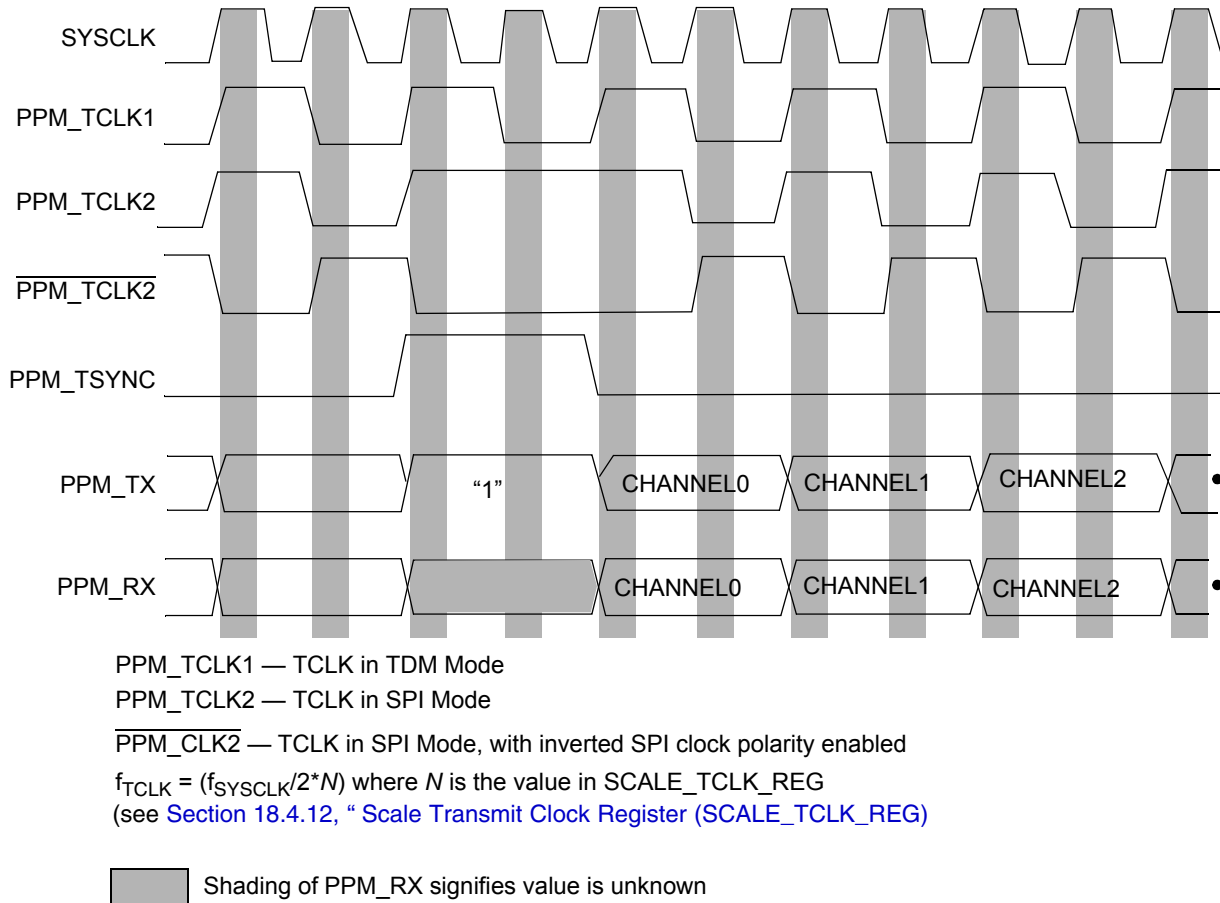 SYSCLK
PPM_TCLK1
PPM_TCLK2
PPM_TCLK2
PPM_TSYNC
PPM_TX
“1”
CHANNEL0
CHANNEL1
CHANNEL2
PPM_RX
CHANNEL0
CHANNEL1
CHANNEL2
PPM_TCLK1 — TCLK in TDM Mode
PPM_TCLK2 — TCLK in SPI Mode
PPM_CLK2 — TCLK in SPI Mode, with inverted SPI clock polarity enabled
fTCLK = (fSYSCLK/2*N) where N is the value in SCALE_TCLK_REG
(see Section 18.4.12, “ Scale Transmit Clock Register (SCALE_TCLK_REG)
Shading of PPM_RX signifies value is unknown